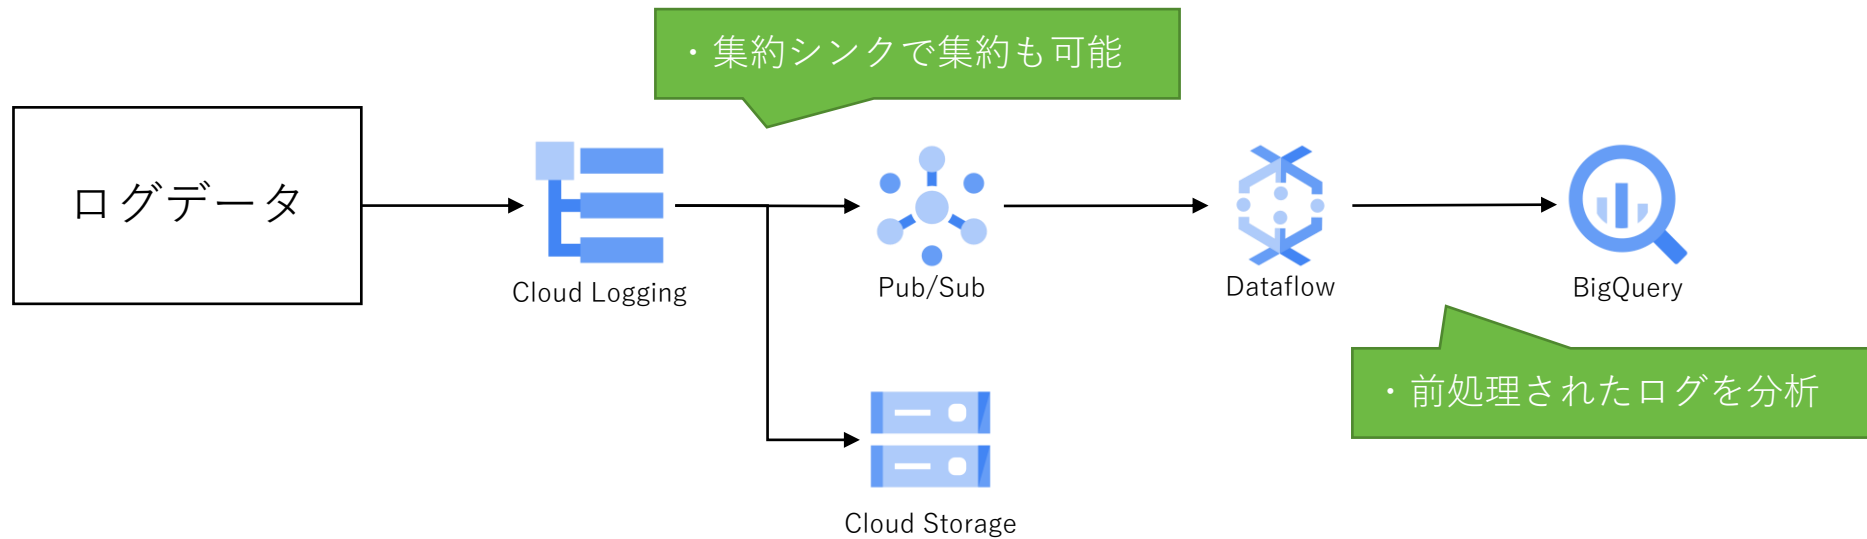 ・集約シンクで集約も可能
ログデータ
Cloud Logging
Pub/Sub
Dataflow
BigQuery
・前処理されたログを分析
Cloud Storage